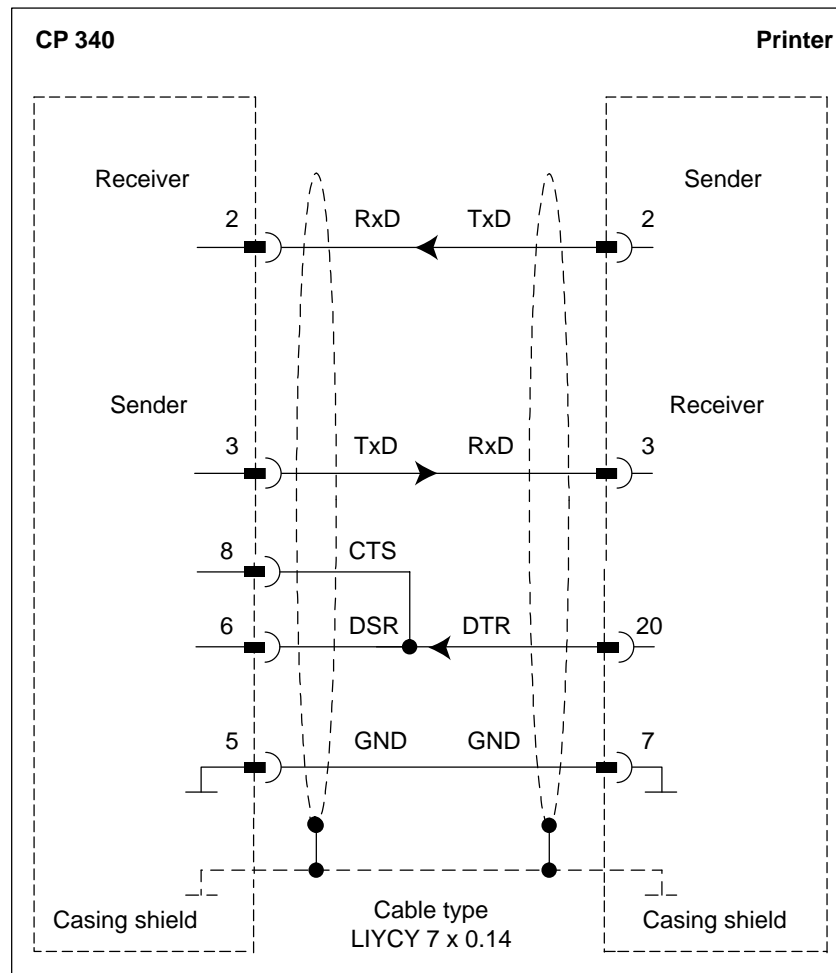 CP 340 Printer
Receiver Sender
2 RxD TxD 2
Sender Receiver
3 TxD RxD 3
8 CTS
6 DSR DTR 20
5 GND GND 7
Casing shield Cable type Casing shield
LIYCY 7 x 0.14